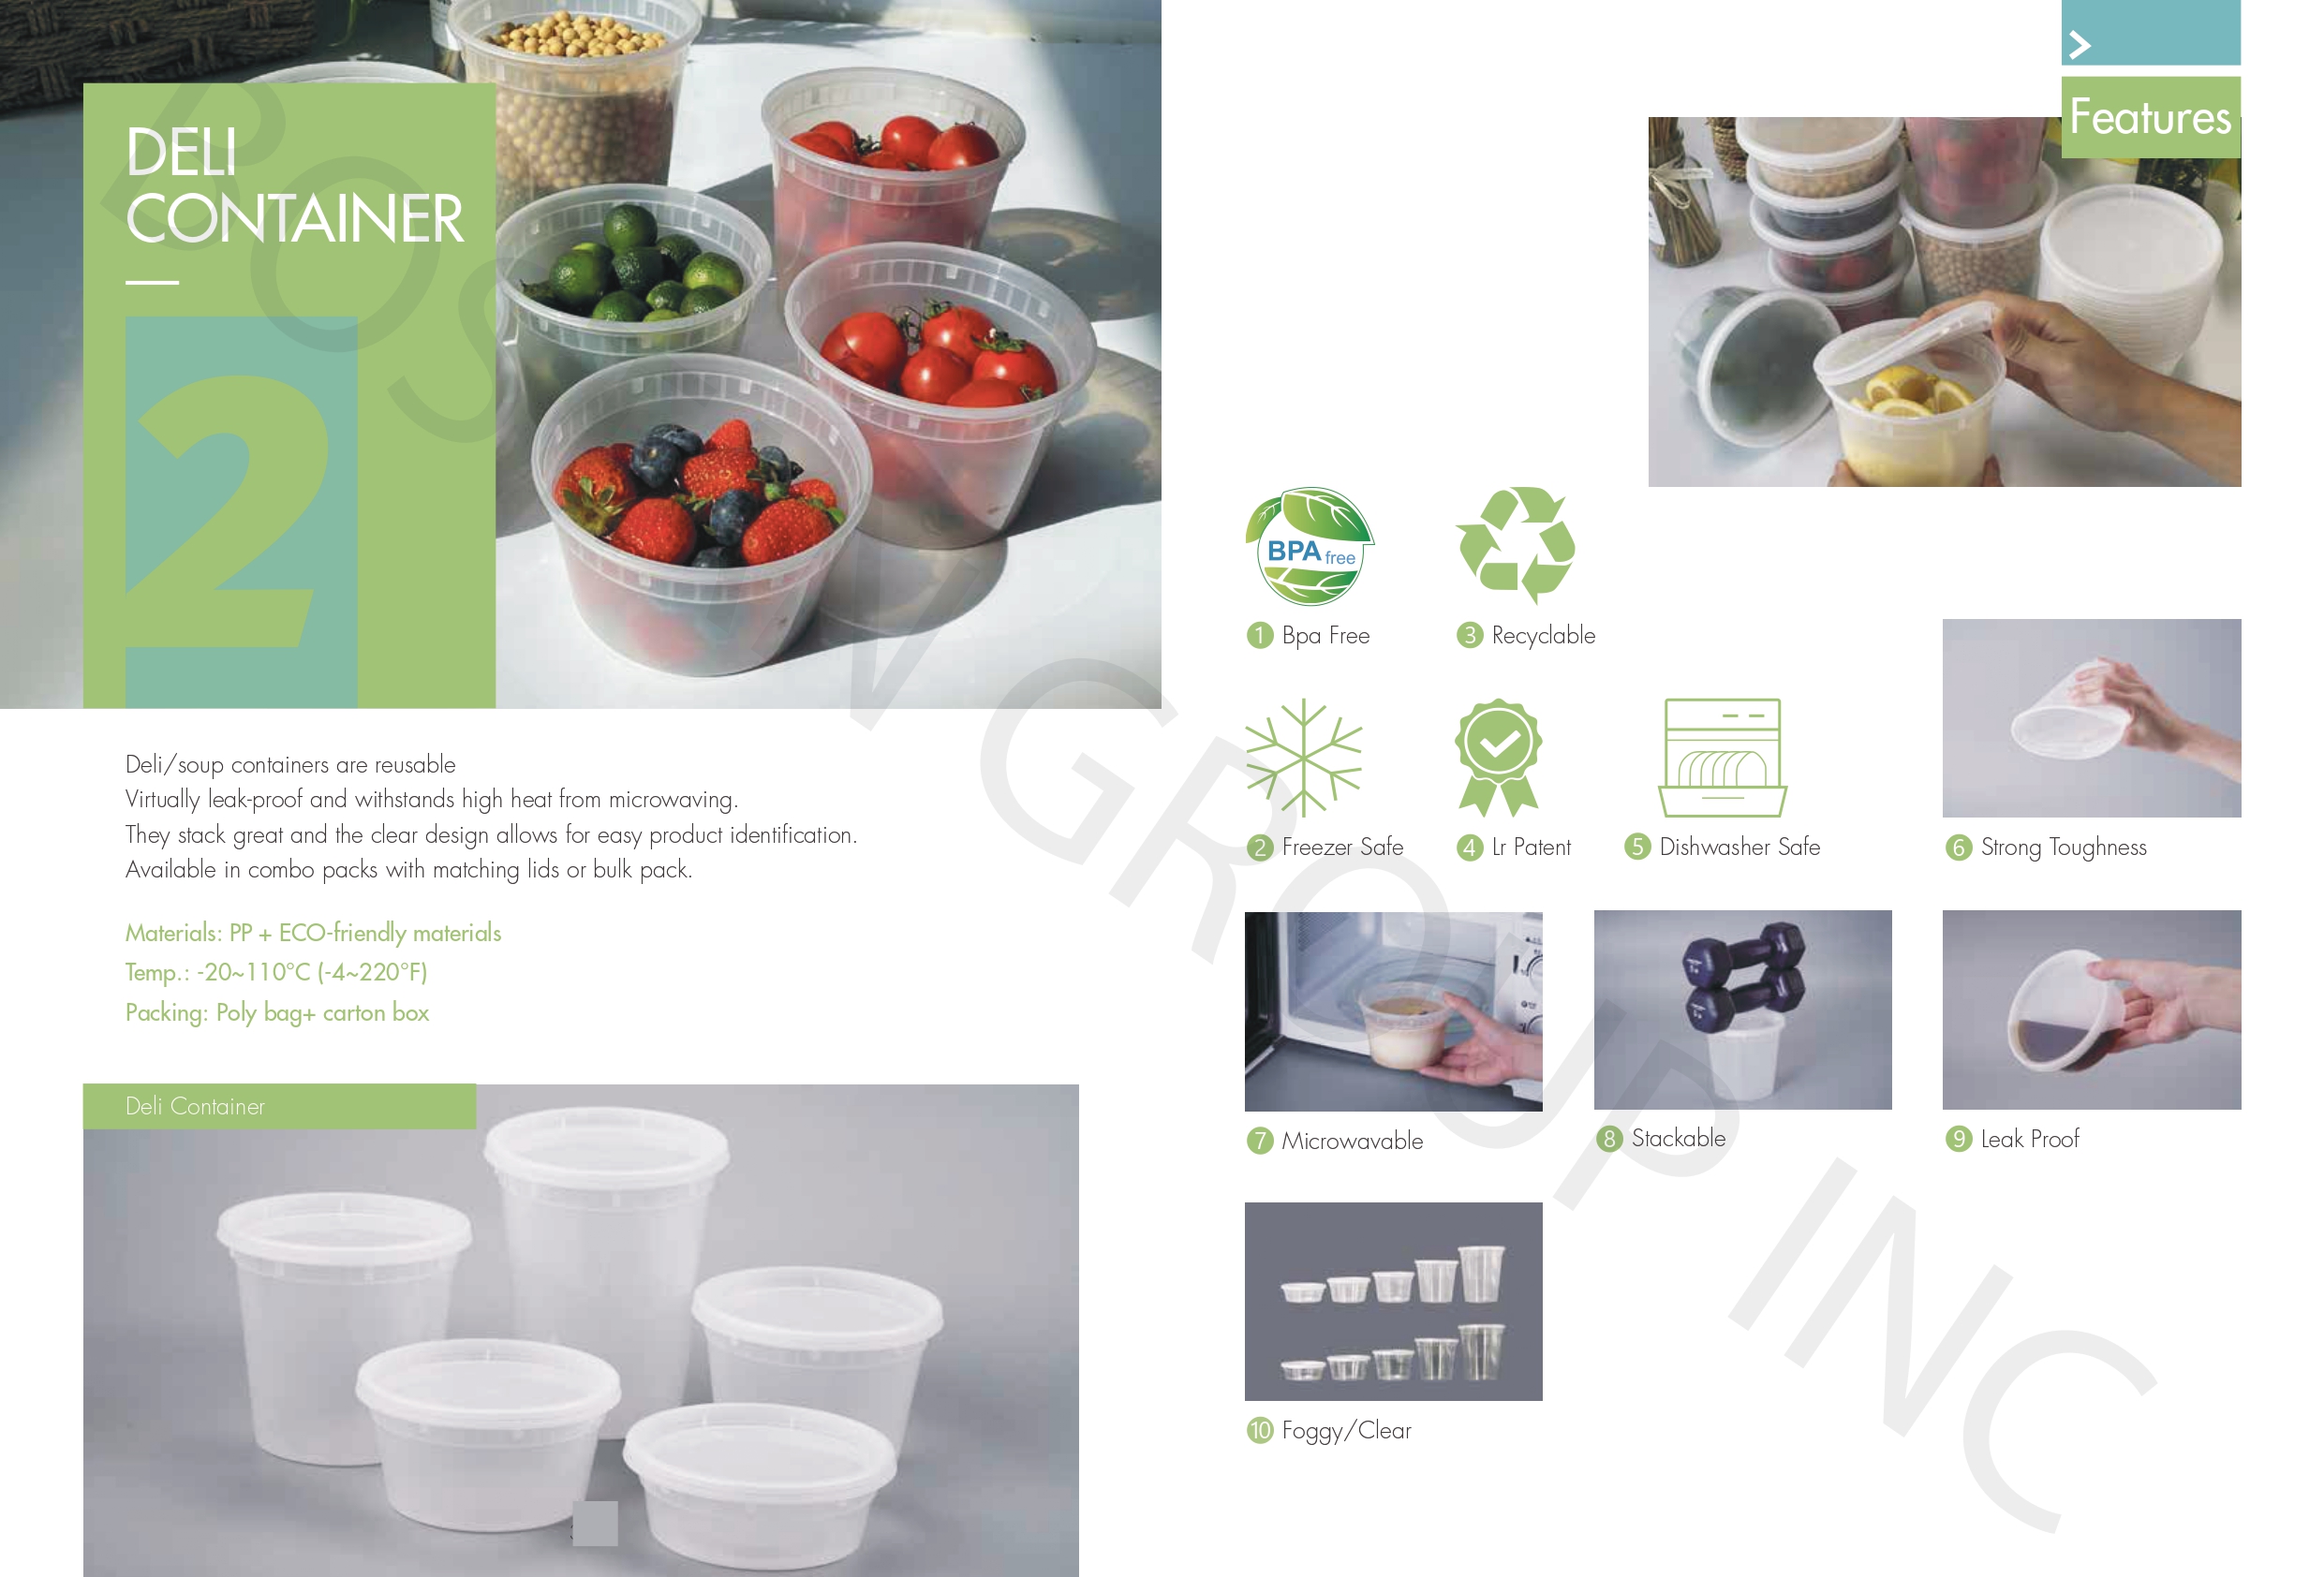 DELI
CONTAINER
2
Deli/soup containers are reusable
Virtually leak-proof and withstands high heat from microwaving.
They stack great and the clear design allows for easy product identification.
Available in combo packs with matching lids or bulk pack.
Materials: PP + ECO-friendly materials
Temp.: -20~110°C (-4~220°F)
Packing: Poly bag+ carton box
Deli Container
Features
BPA free
1 Bpa Free
3 Recyclable
2 Freezer Safe
4 Lr Patent
5 Dishwasher Safe
6 Strong Toughness
7 Microwavable
8 Stackable
9 Leak Proof
10 Foggy/Clear
GROUP INC